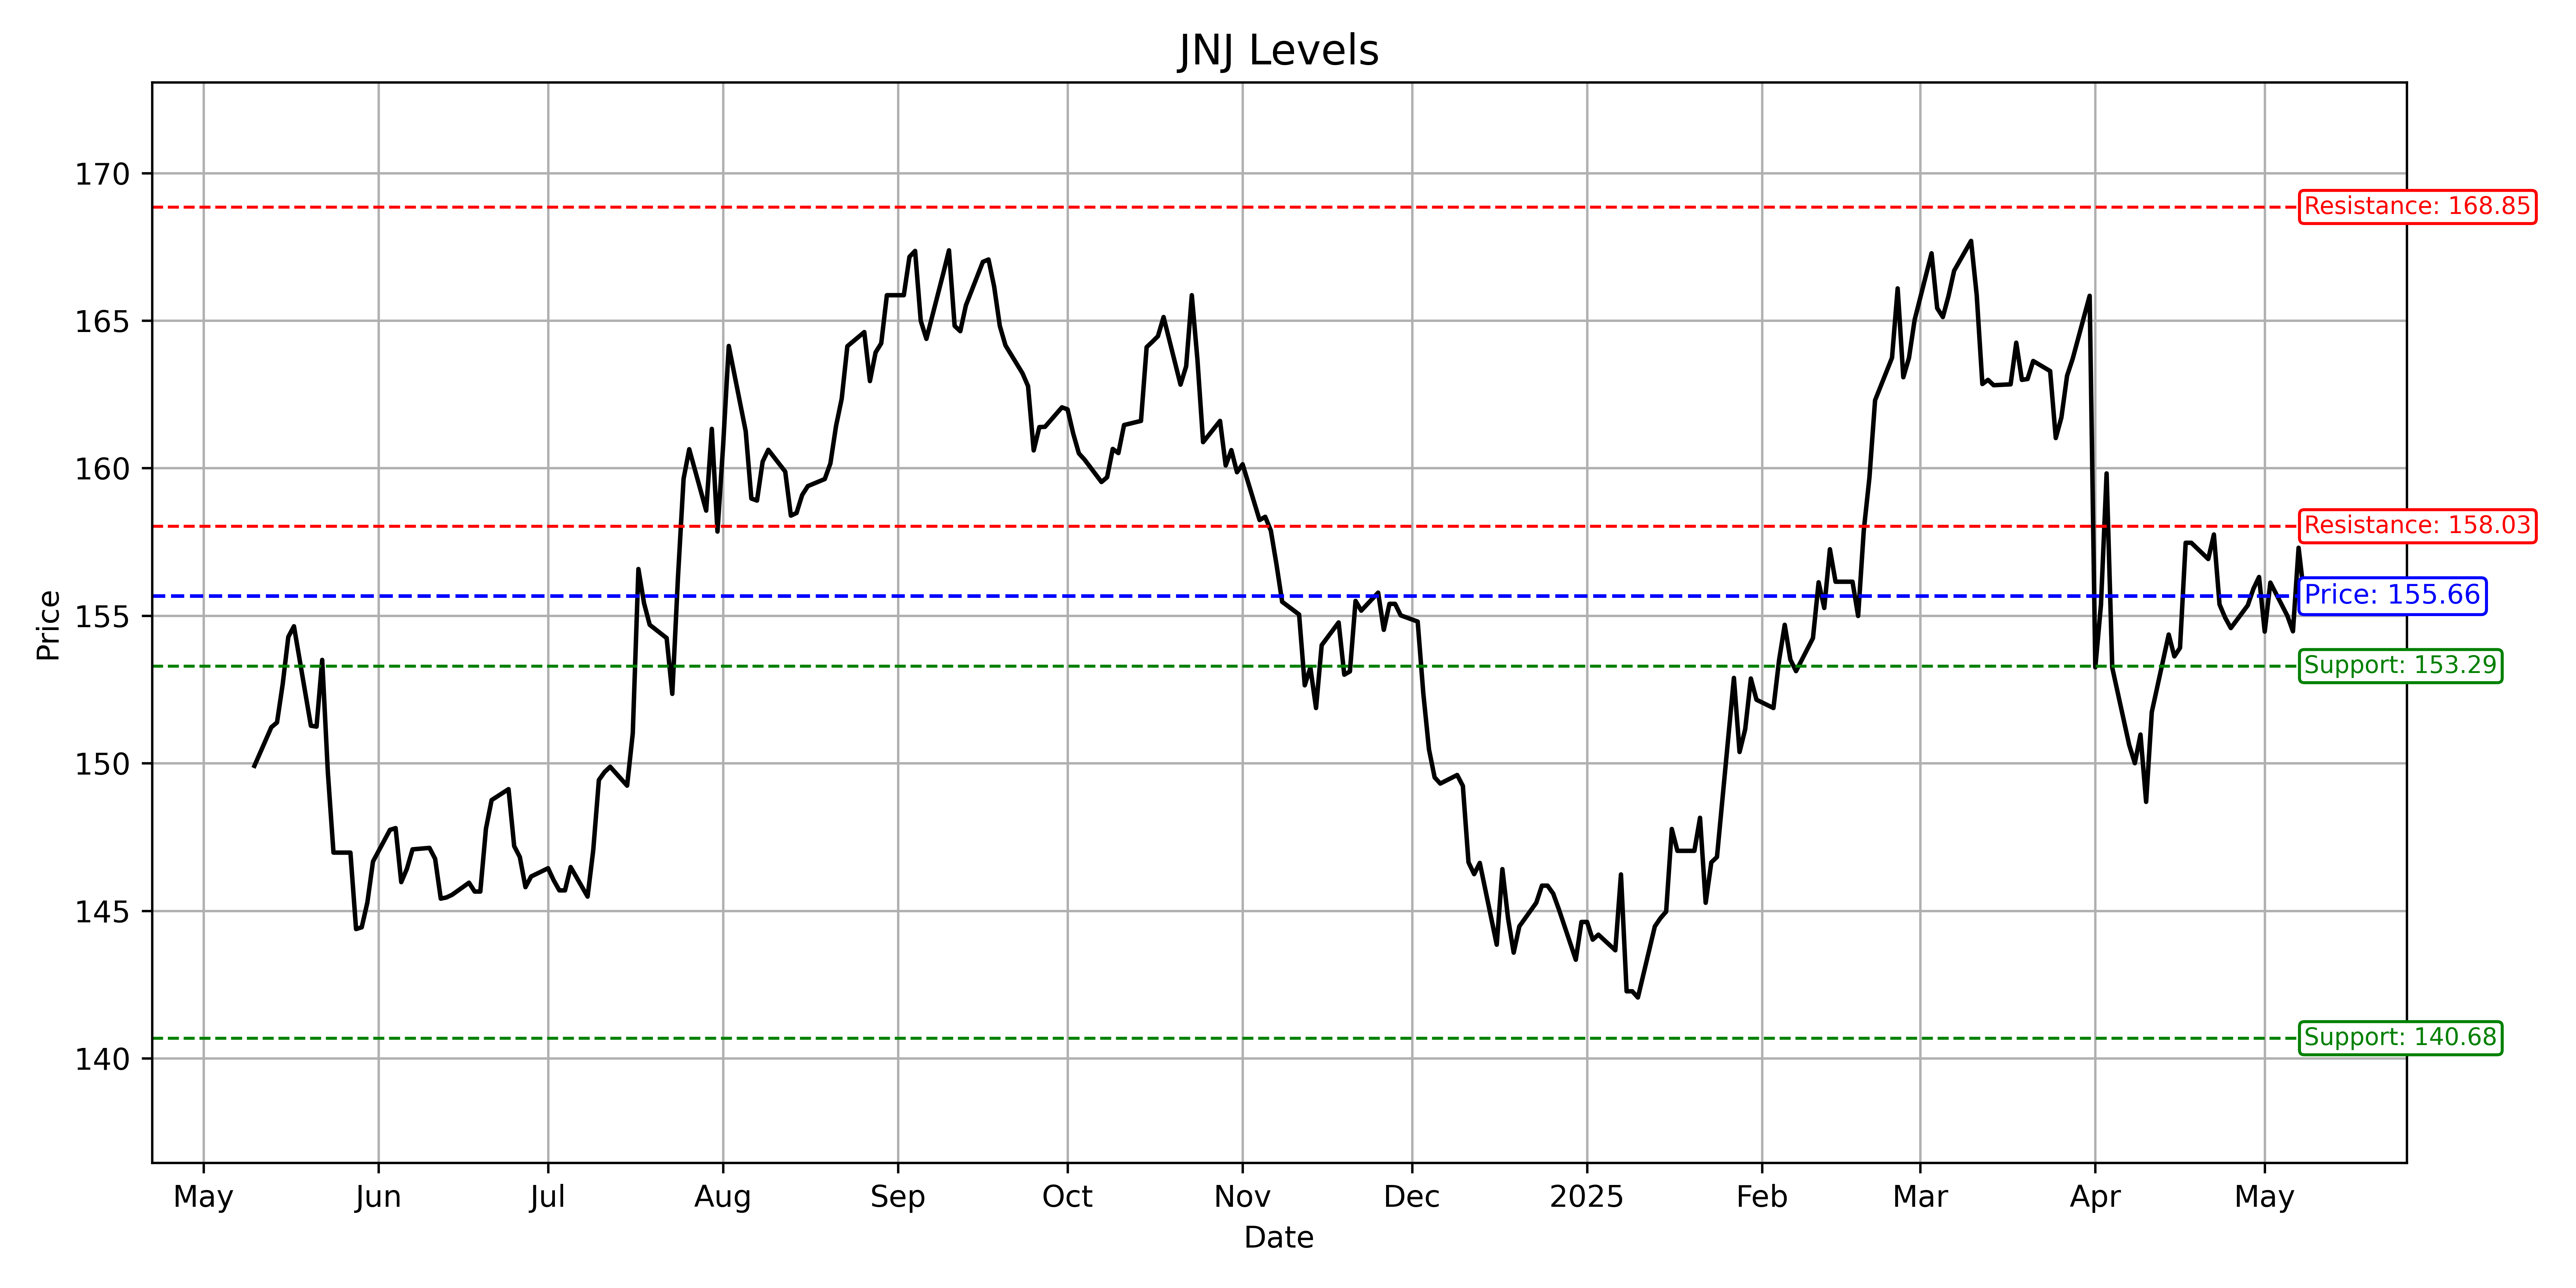 JNJ Levels
170
165
160
155
150
145
140
Price
Resistance: 168.85
Resistance: 158.03
Price: 155.66
Support: 153.29
Support: 140.68
May Jun Jul Aug Sep Oct Nov Dec 2025 Feb Mar Apr May
Date